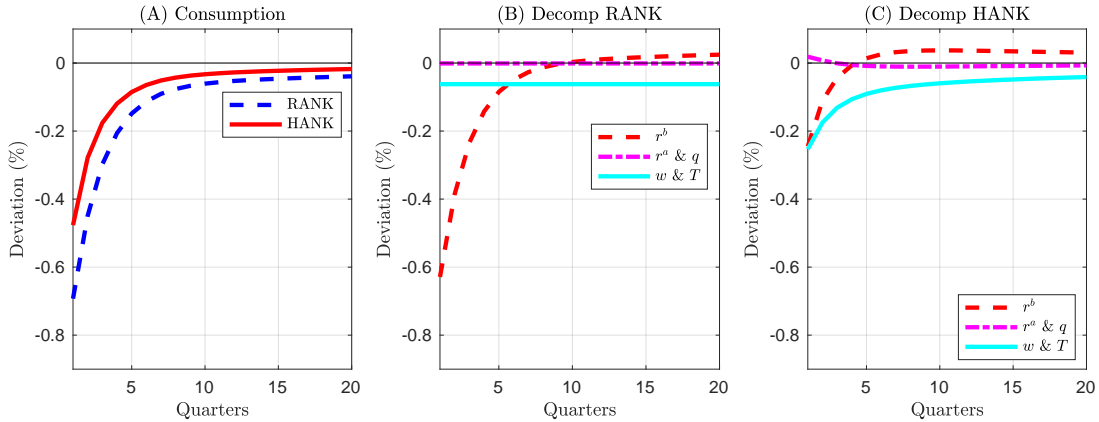 (A) Consumption
Deviation (%)
0
-0.2
-0.4
-0.6
-0.8
5
10
15
20
Quarters
RANK
HANK
(B) Decomp RANK
Deviation (%)
0
-0.2
-0.4
-0.6
-0.8
5
10
15
20
Quarters
r^b
r^a & q
w & T
(C) Decomp HANK
Deviation (%)
0
-0.2
-0.4
-0.6
-0.8
5
10
15
20
Quarters
r^b
r^a & q
w & T